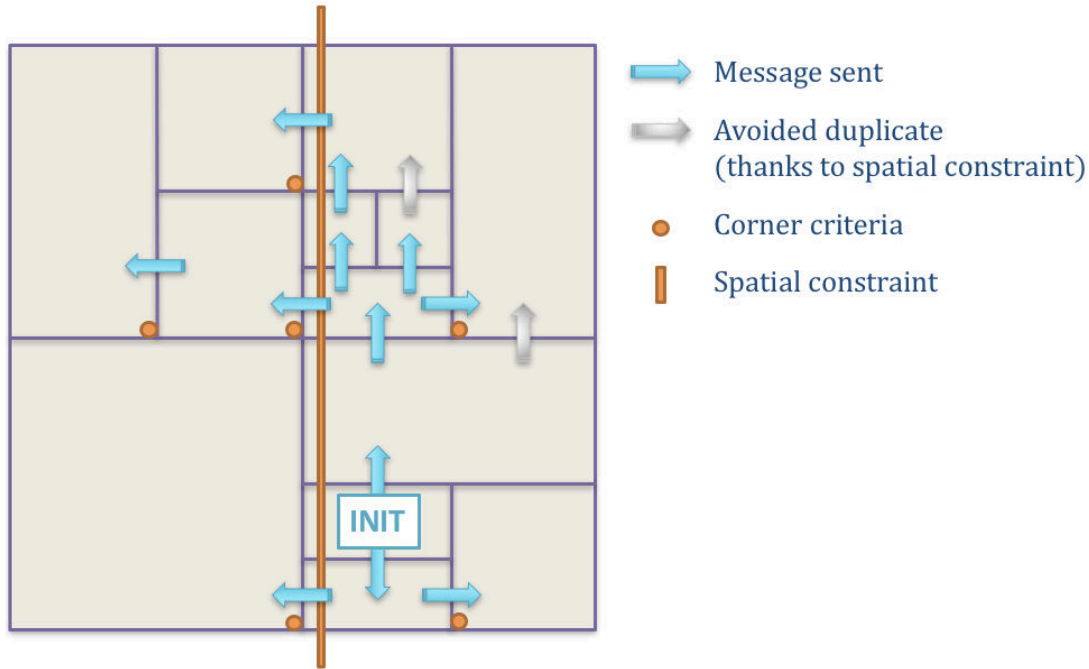 Message sent
Avoided duplicate
(thanks to spatial constraint)
Corner criteria
Spatial constraint
INIT